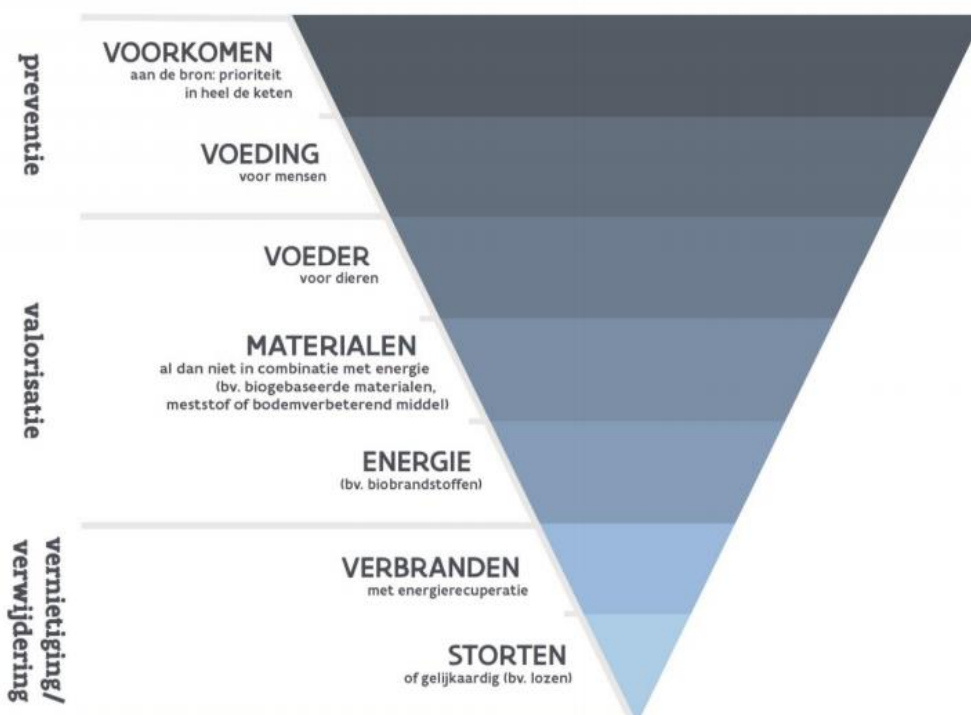 preventie
VOORKOMEN
aan de bron: prioriteit
in heel de keten
VOEDING
voor mensen
valorisatie
VOEDER
voor dieren
MATERIALEN
al dan niet in combinatie met energie
(bv. biogebaseerde materialen,
meststof of bodemverbeterend middel)
ENERGIE
(bv. biobrandstoffen)
vernietiging/
verwijdering
VERBRANDEN
met energierecuperatie
STORTEN
of gelijkaardig (bv. lozen)